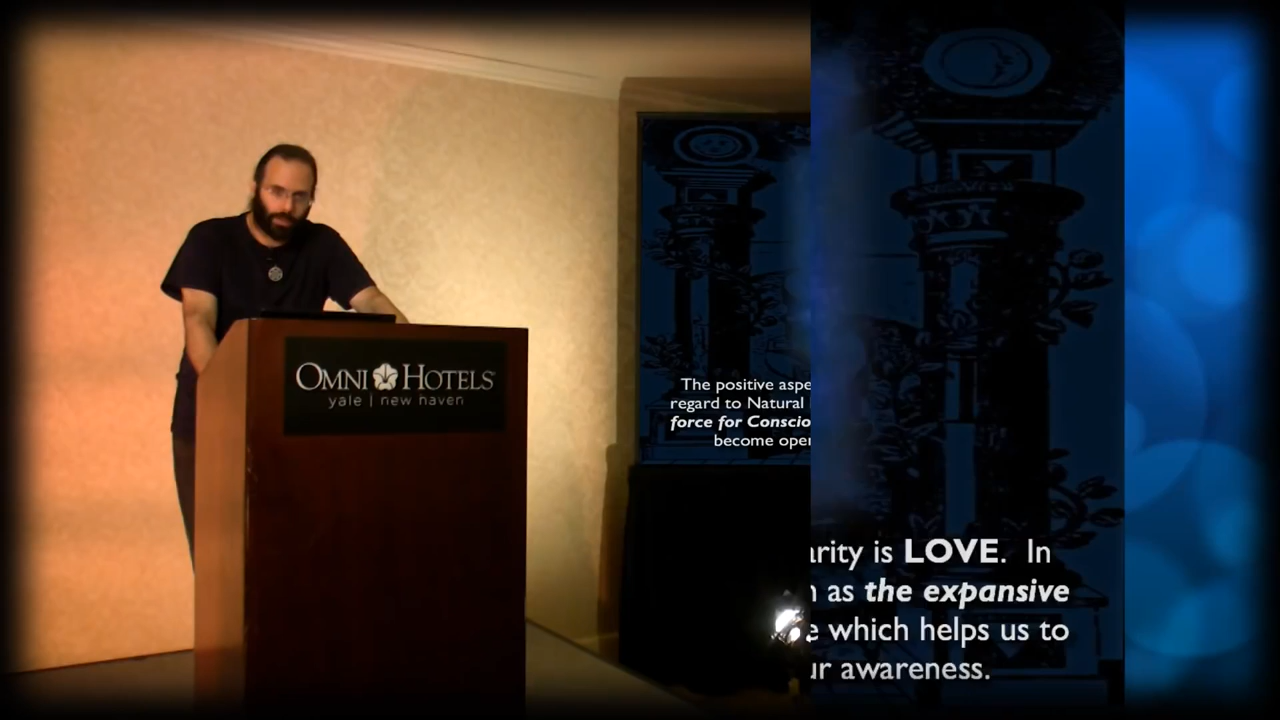 OMNI HOTELS
yale | new haven
The positive aspe
regard to Natural
force for Conscio
become oper
arity is LOVE. In
as the expansive
which helps us to
ur awareness.